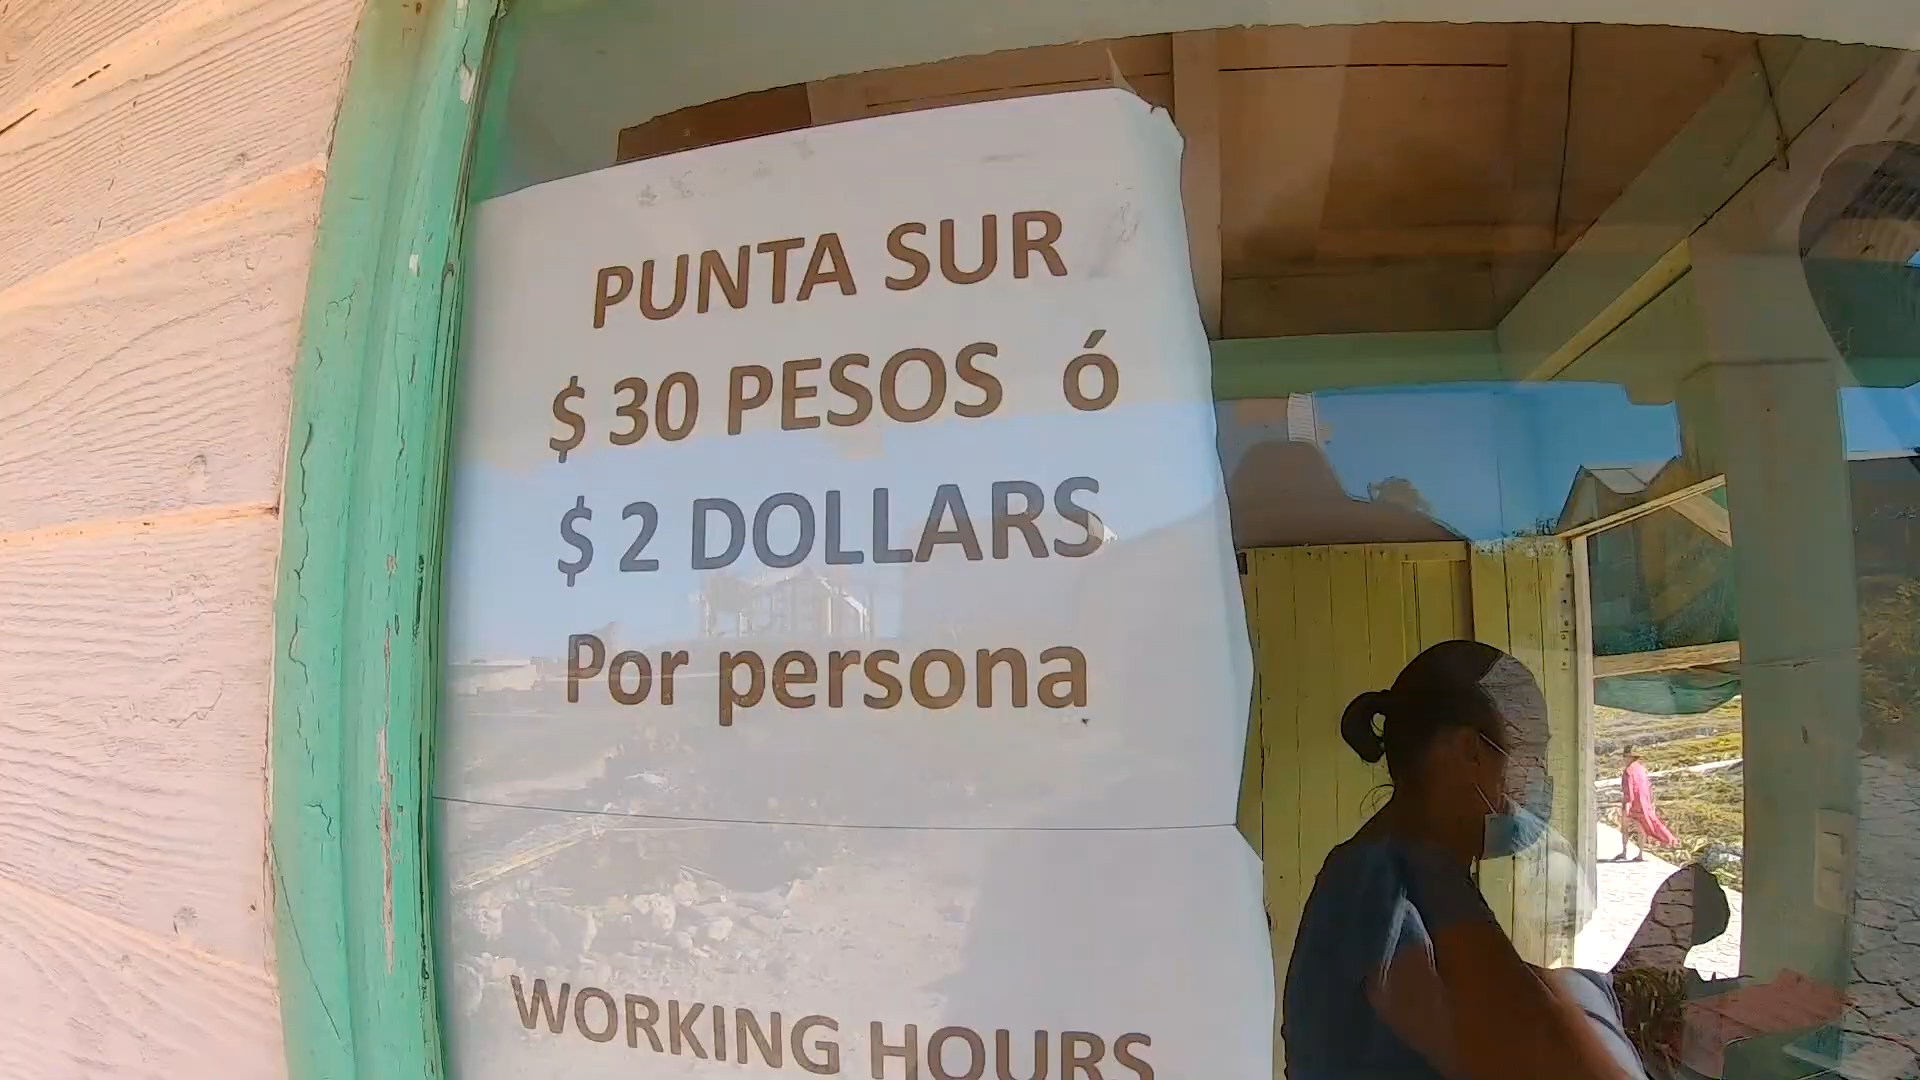 PUNTA SUR
$ 30 PESOS ó
$ 2 DOLLARS
Por persona
WORKING HOURS